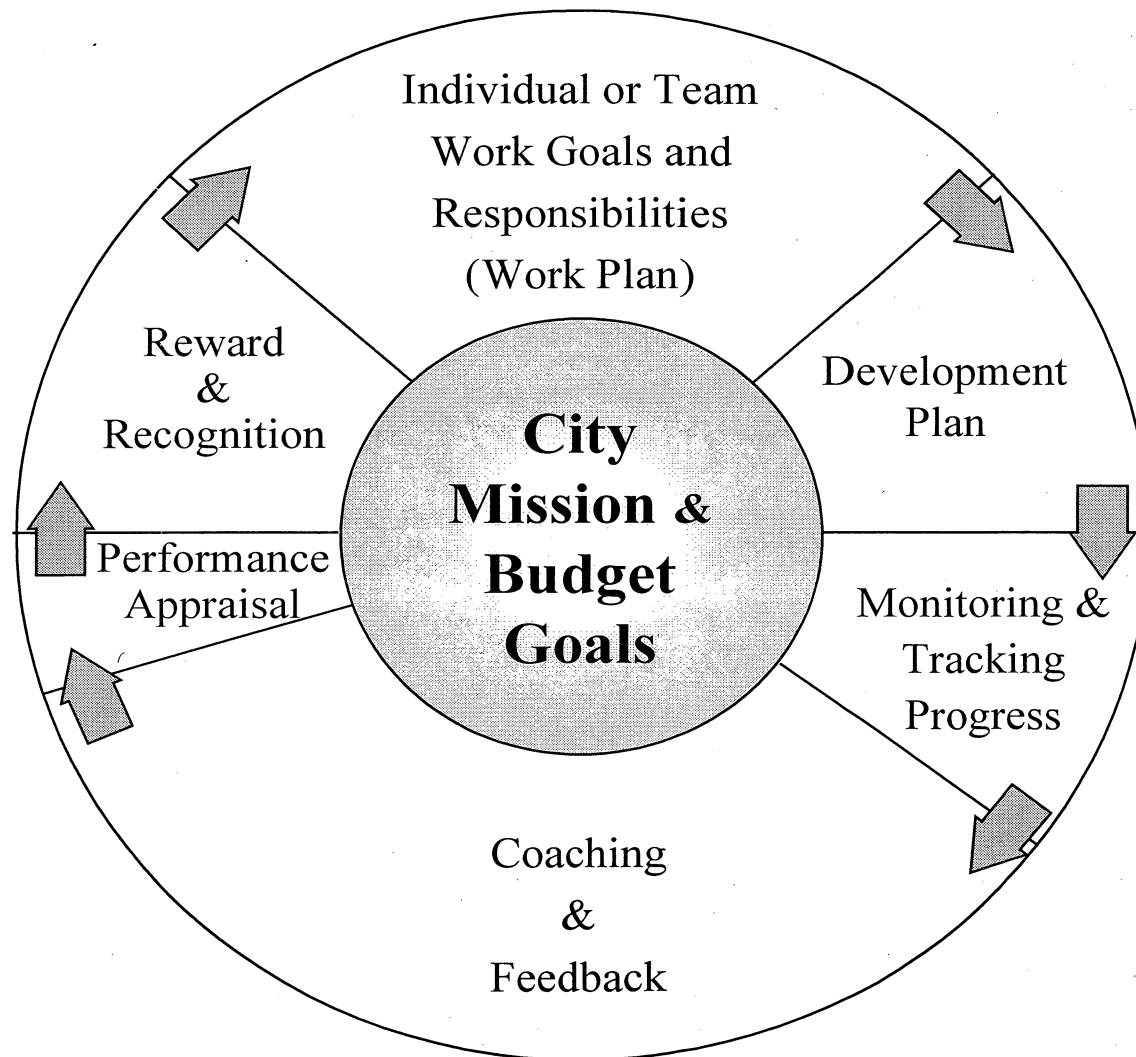 Individual or Team
Work Goals and
Responsibilities
(Work Plan)
Development
Plan
Monitoring &
Tracking
Progress
Coaching
&
Feedback
Performance
Appraisal
Reward
&
Recognition
City
Mission &
Budget
Goals